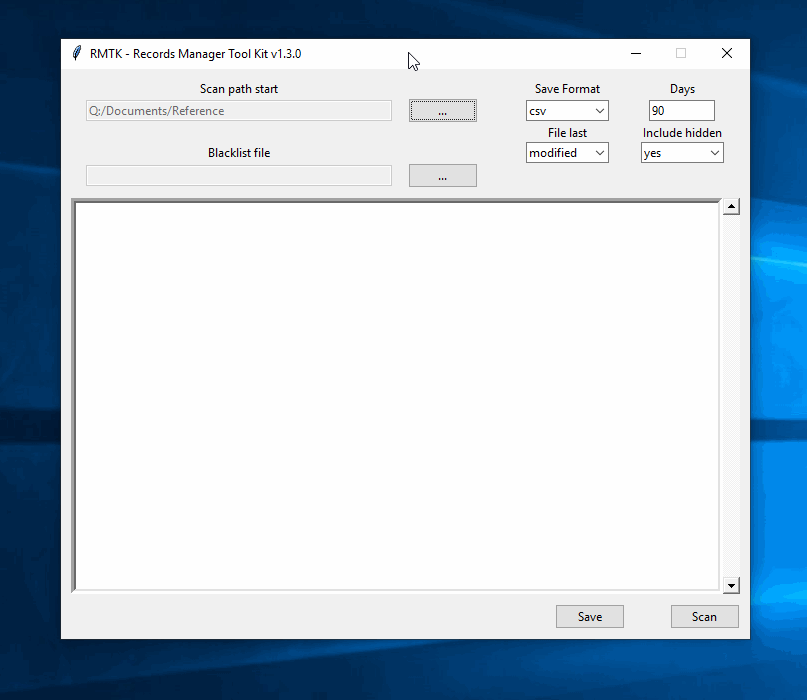 RMTK - Records Manager Tool Kit v1.3.0
Scan path start
Save Format
Days
Q:/Documents/Reference
...
csv
90
File last
Include hidden
Blacklist file
modified
yes
...
Save
Scan